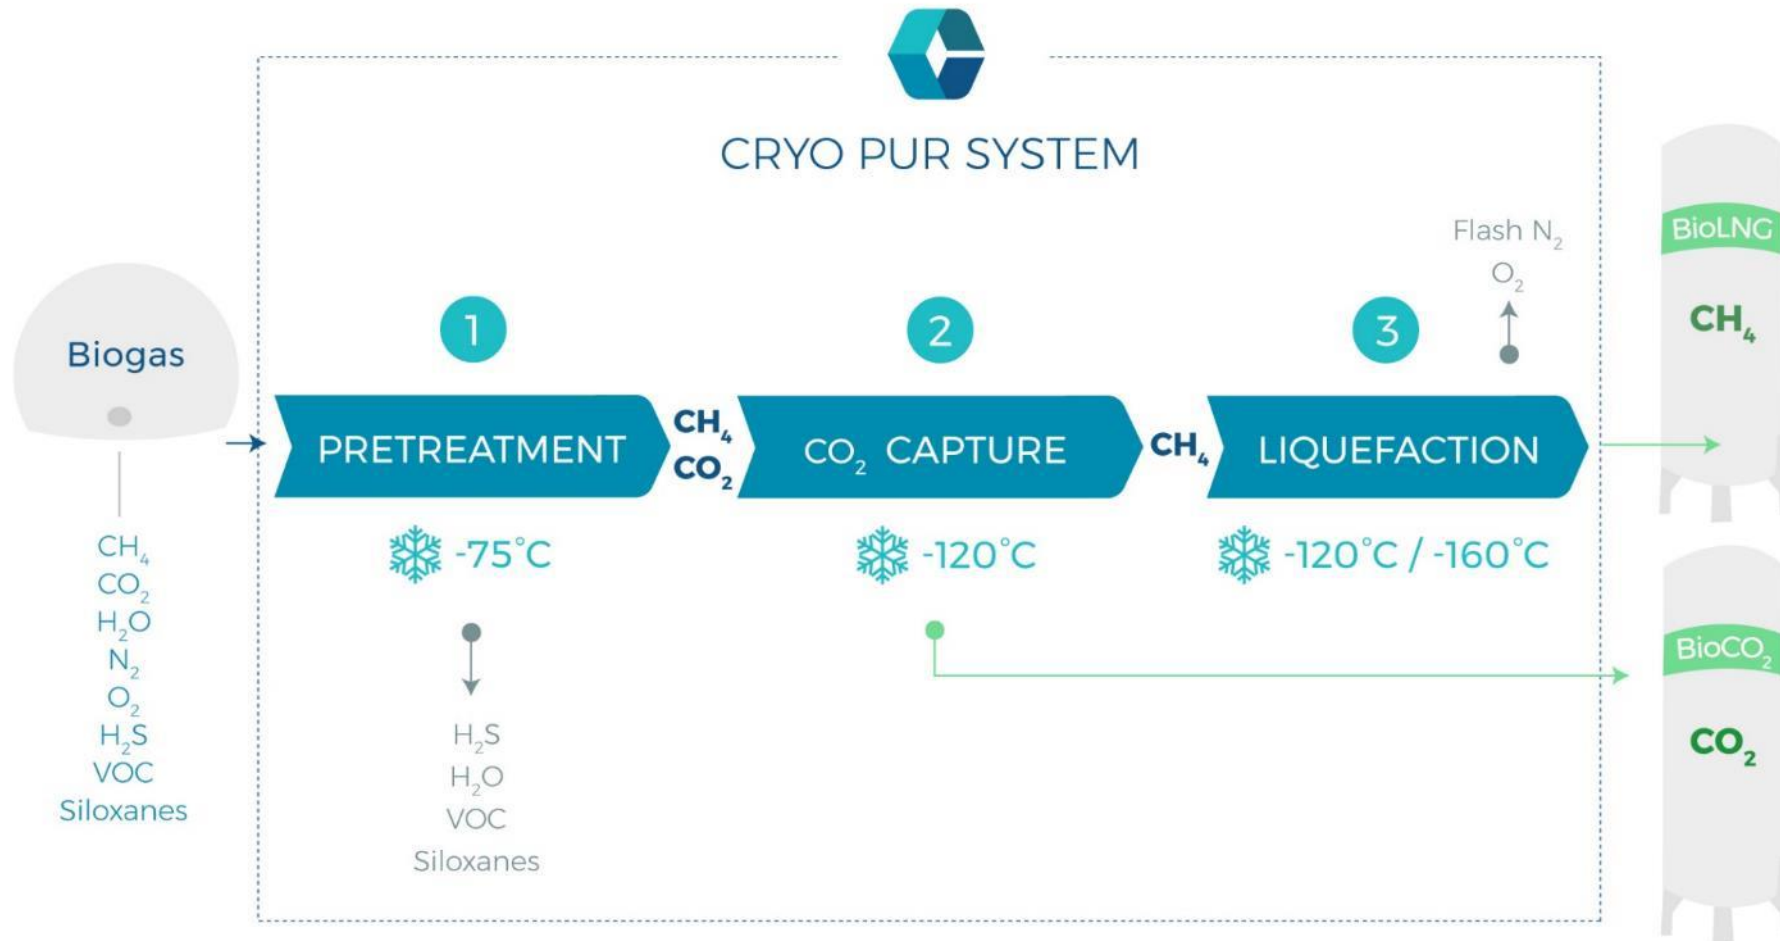 CRYO PUR SYSTEM
Biogas
CH₄
CO₂
H₂O
N₂
O₂
H₂S
VOC
Siloxanes
1
PRETREATMENT
-75°C
H₂S
H₂O
VOC
Siloxanes
CH₄
CO₂
2
CO₂ CAPTURE
-120°C
CH₄
3
LIQUEFACTION
-120°C / -160°C
Flash N₂
O₂
BioLNG
CH₄
BioCO₂
CO₂